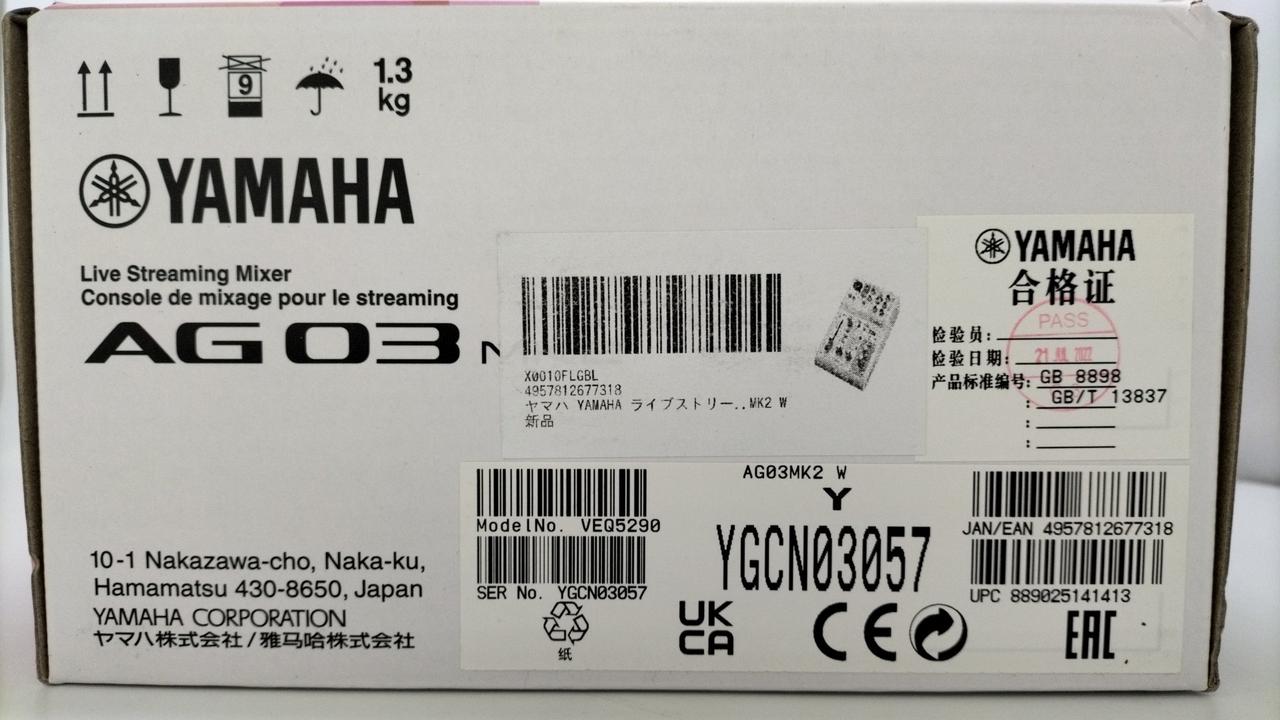 9
1.3
kg
YAMAHA
Live Streaming Mixer
Console de mixage pour le streaming
AG03
X0010FLGBL
4957812677318
ヤマハ YAMAHA ライブストリー..MK2 W
新品
YAMAHA
合格证
PASS
检验员:
检验日期:
21 JUL 2022
产品标准编号: GB 8898
: GB/T 13837
:
:
AG03MK2 W
Y
YGCN03057
ModelNo. VEQ5290
SER No. YGCN03057
纸
UK
CA
CE
JAN/EAN 4957812677318
UPC 889025141413
EAC
10-1 Nakazawa-cho, Naka-ku,
Hamamatsu 430-8650, Japan
YAMAHA CORPORATION
ヤマハ株式会社/雅马哈株式会社